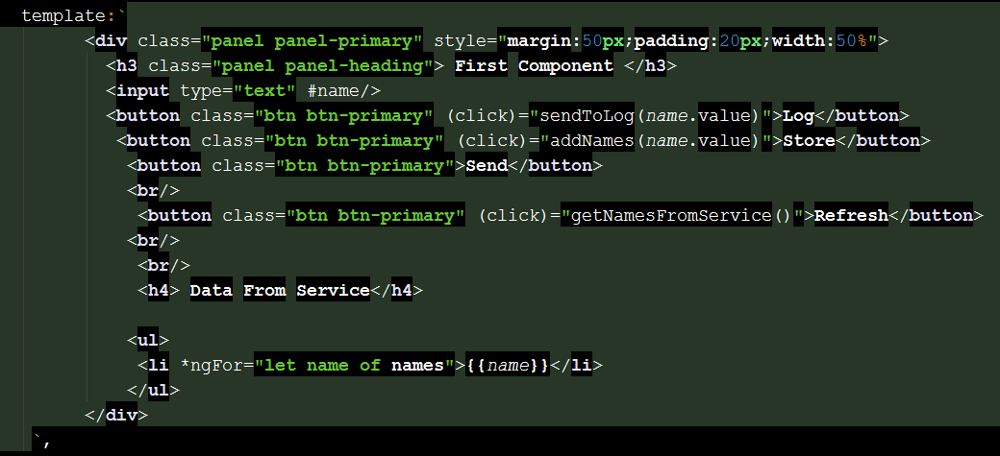 template:`
<div class="panel panel-primary" style="margin:50px;padding:20px;width:50%">
<h3 class="panel panel-heading"> First Component </h3>
<input type="text" #name/>
<button class="btn btn-primary" (click)="sendToLog(name.value)">Log</button>
<button class="btn btn-primary" (click)="addNames(name.value)">Store</button>
<button class="btn btn-primary">Send</button>
<br/>
<button class="btn btn-primary" (click)="getNamesFromService()">Refresh</button>
<br/>
<br/>
<h4> Data From Service</h4>
<ul>
<li *ngFor="let name of names">{{name}}</li>
</ul>
</div>
`,